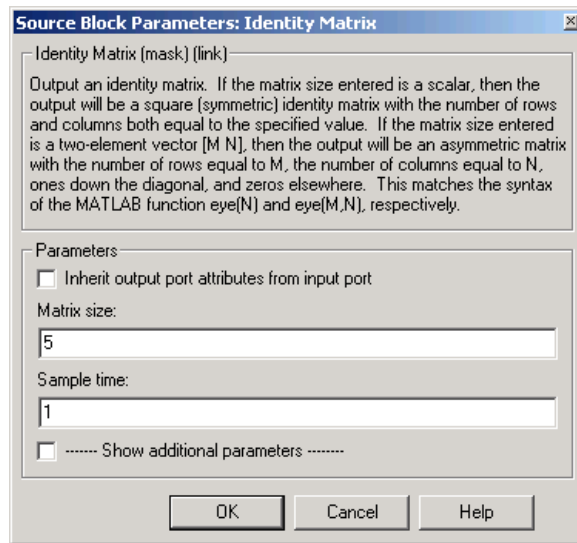 Source Block Parameters: Identity Matrix
Identity Matrix (mask) (link)
Output an identity matrix. If the matrix size entered is a scalar, then the
output will be a square (symmetric) identity matrix with the number of rows
and columns both equal to the specified value. If the matrix size entered
is a two-element vector [M N], then the output will be an asymmetric matrix
with the number of rows equal to M, the number of columns equal to N,
ones down the diagonal, and zeros elsewhere. This matches the syntax
of the MATLAB function eye(N) and eye(M,N), respectively.
Parameters
Inherit output port attributes from input port
Matrix size:
5
Sample time:
1
------- Show additional parameters --------
OK Cancel Help